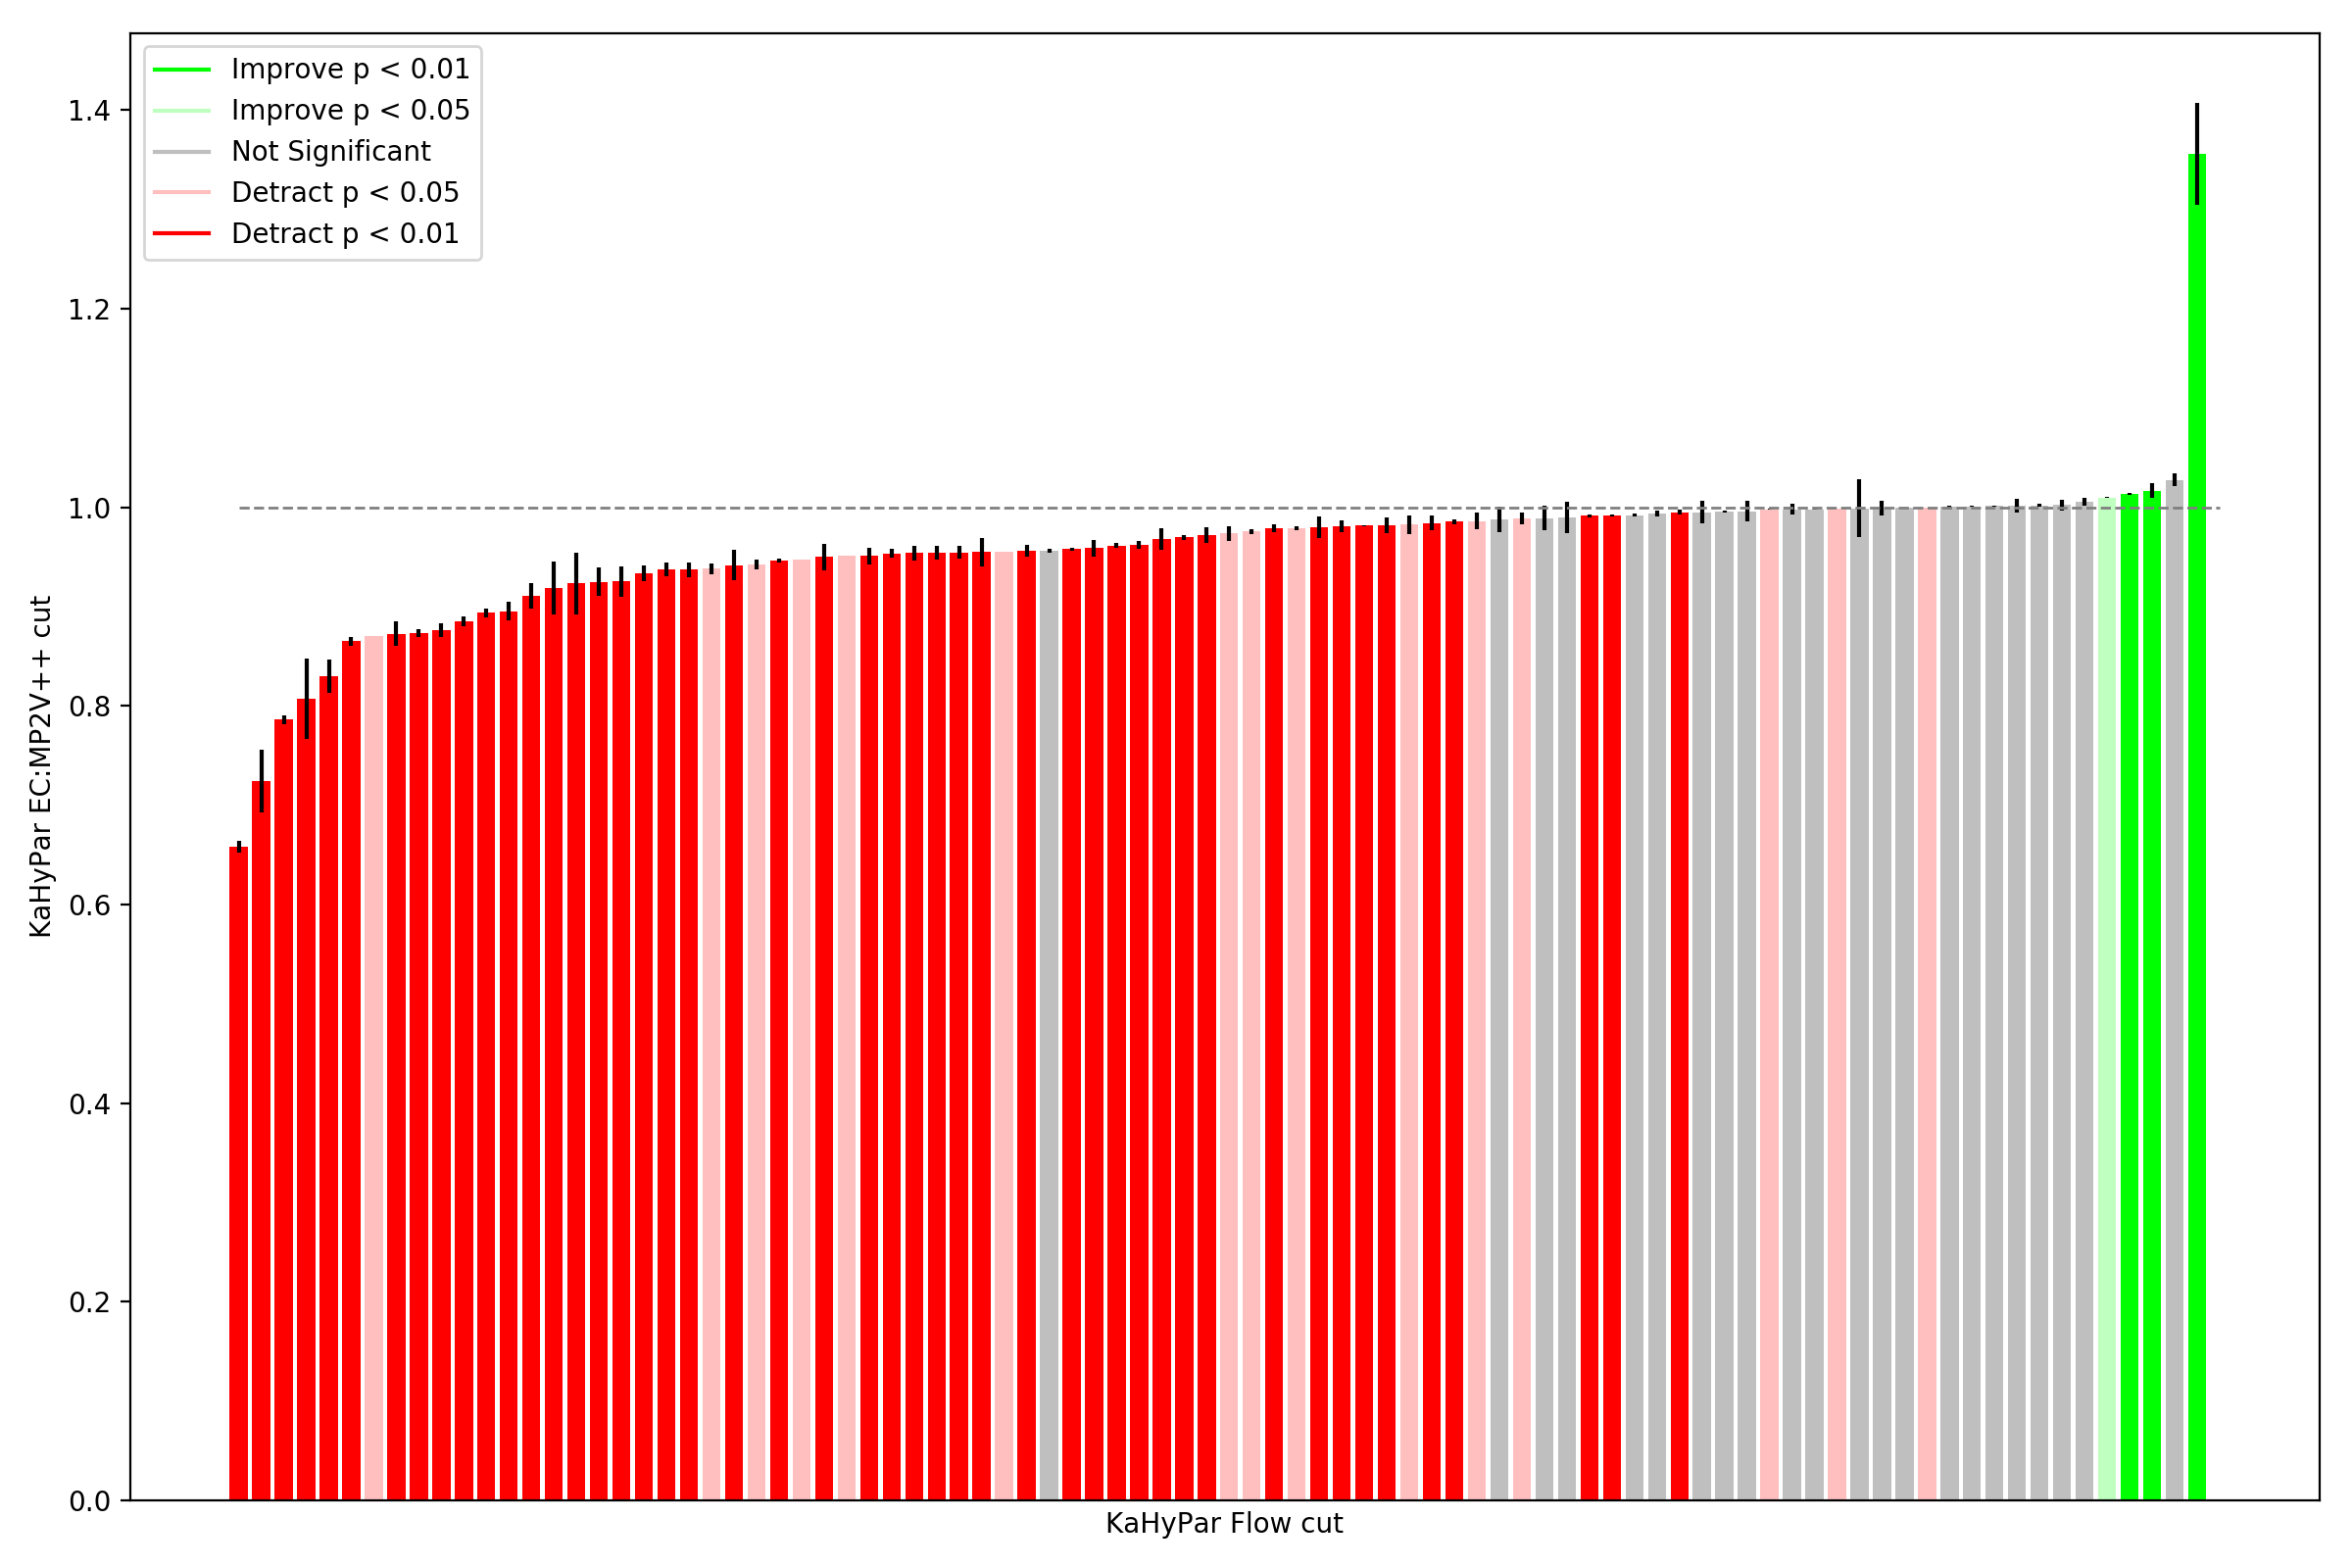 Improve p < 0.01
Improve p < 0.05
Not Significant
Detract p < 0.05
Detract p < 0.01
1.4
1.2
1.0
0.8
0.6
0.4
0.2
0.0
KaHyPar EC:MP2V++ cut
KaHyPar Flow cut